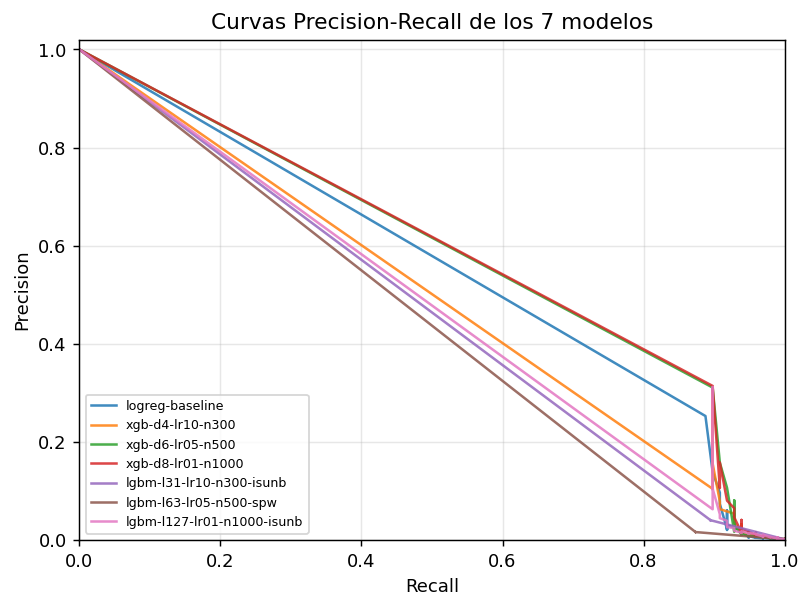 Curvas Precision-Recall de los 7 modelos
1.0
0.8
0.6
0.4
0.2
0.0
Precision
logreg-baseline
xgb-d4-lr10-n300
xgb-d6-lr05-n500
xgb-d8-lr01-n1000
lgbm-l31-lr10-n300-isunb
lgbm-l63-lr05-n500-spw
lgbm-l127-lr01-n1000-isunb
0.0 0.2 0.4 0.6 0.8 1.0
Recall